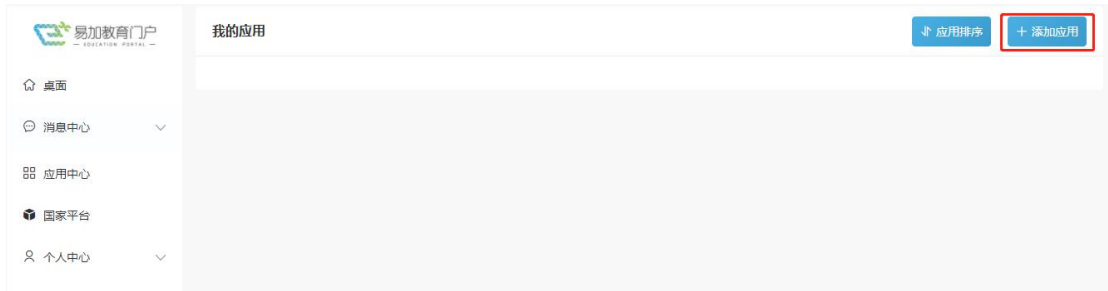 易加教育门户
EDUCATION PORTAL
桌面
消息中心
应用中心
国家平台
个人中心
我的应用
应用排序
+ 添加应用